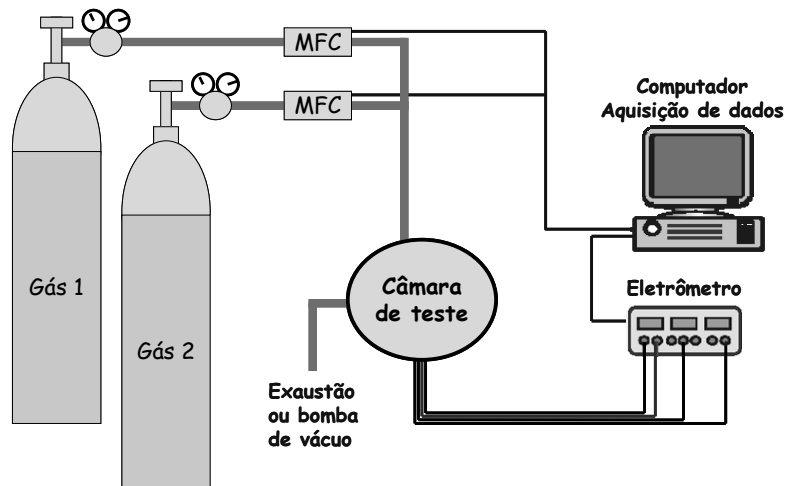 MFC
MFC
Computador
Aquisição de dados
Gás 1
Câmara
de teste
Eletrômetro
Gás 2
Exaustão
ou bomba
de vácuo